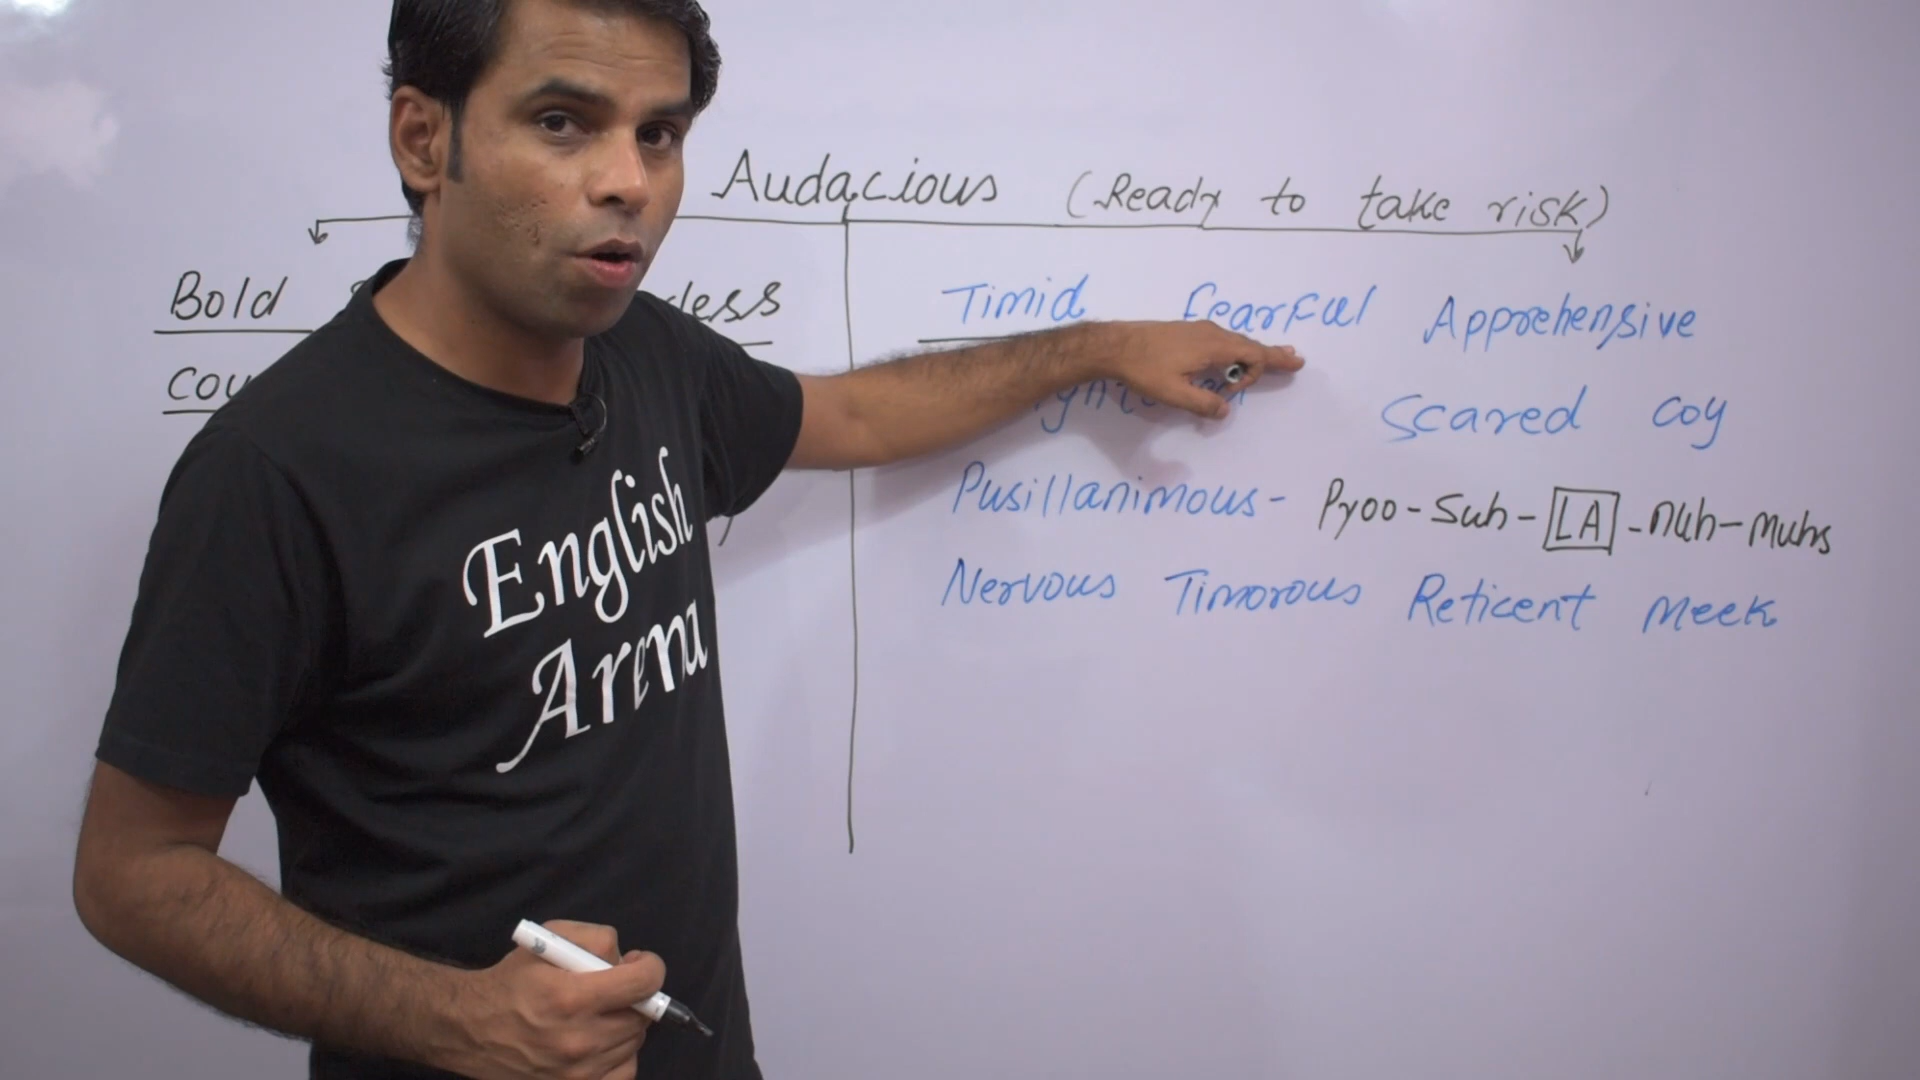 Audacious (Ready to take risk)
Bold
Timid Fearful Apprehensive
Scared Coy
Pusillanimous - Pyoo-Suh-LA-nuh-muhs
Nervous Timorous Reticent Meek
English
Arena